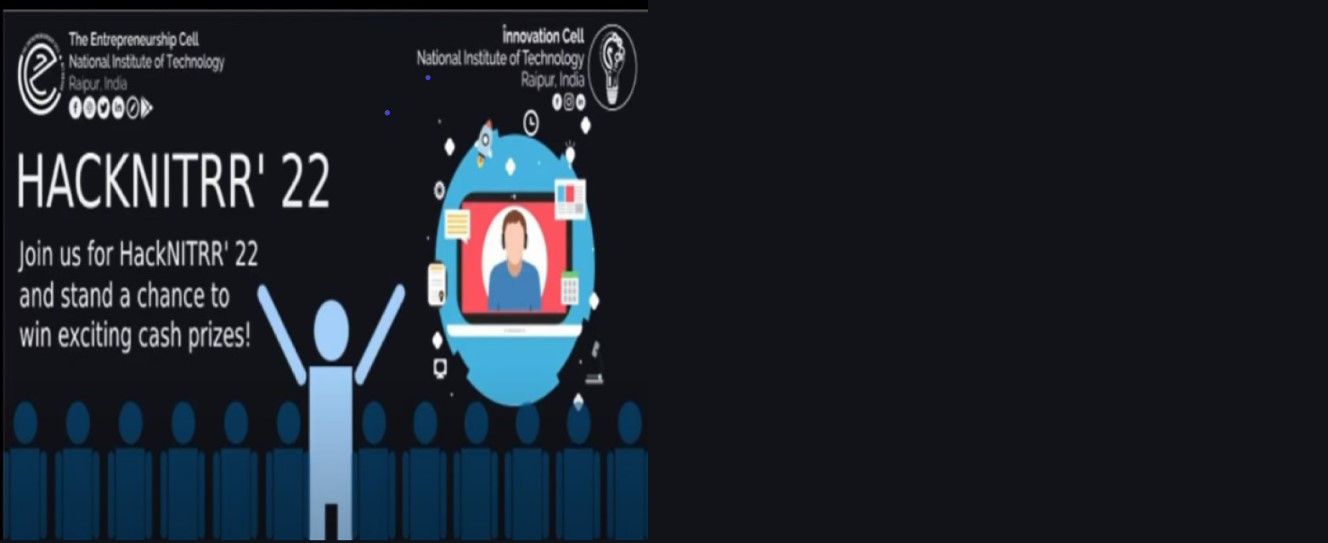 The Entrepreneurship Cell
National Institute of Technology
Raipur, India
innovation Cell
National Institute of Technology
Raipur, India
HACKNITRR' 22
Join us for HackNITRR' 22
and stand a chance to
win exciting cash prizes!